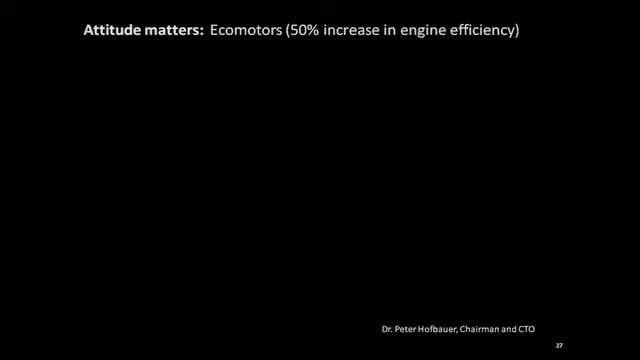 Attitude matters: Ecomotors (50% increase in engine efficiency)
Dr. Peter Hofbauer, Chairman and CTO
27